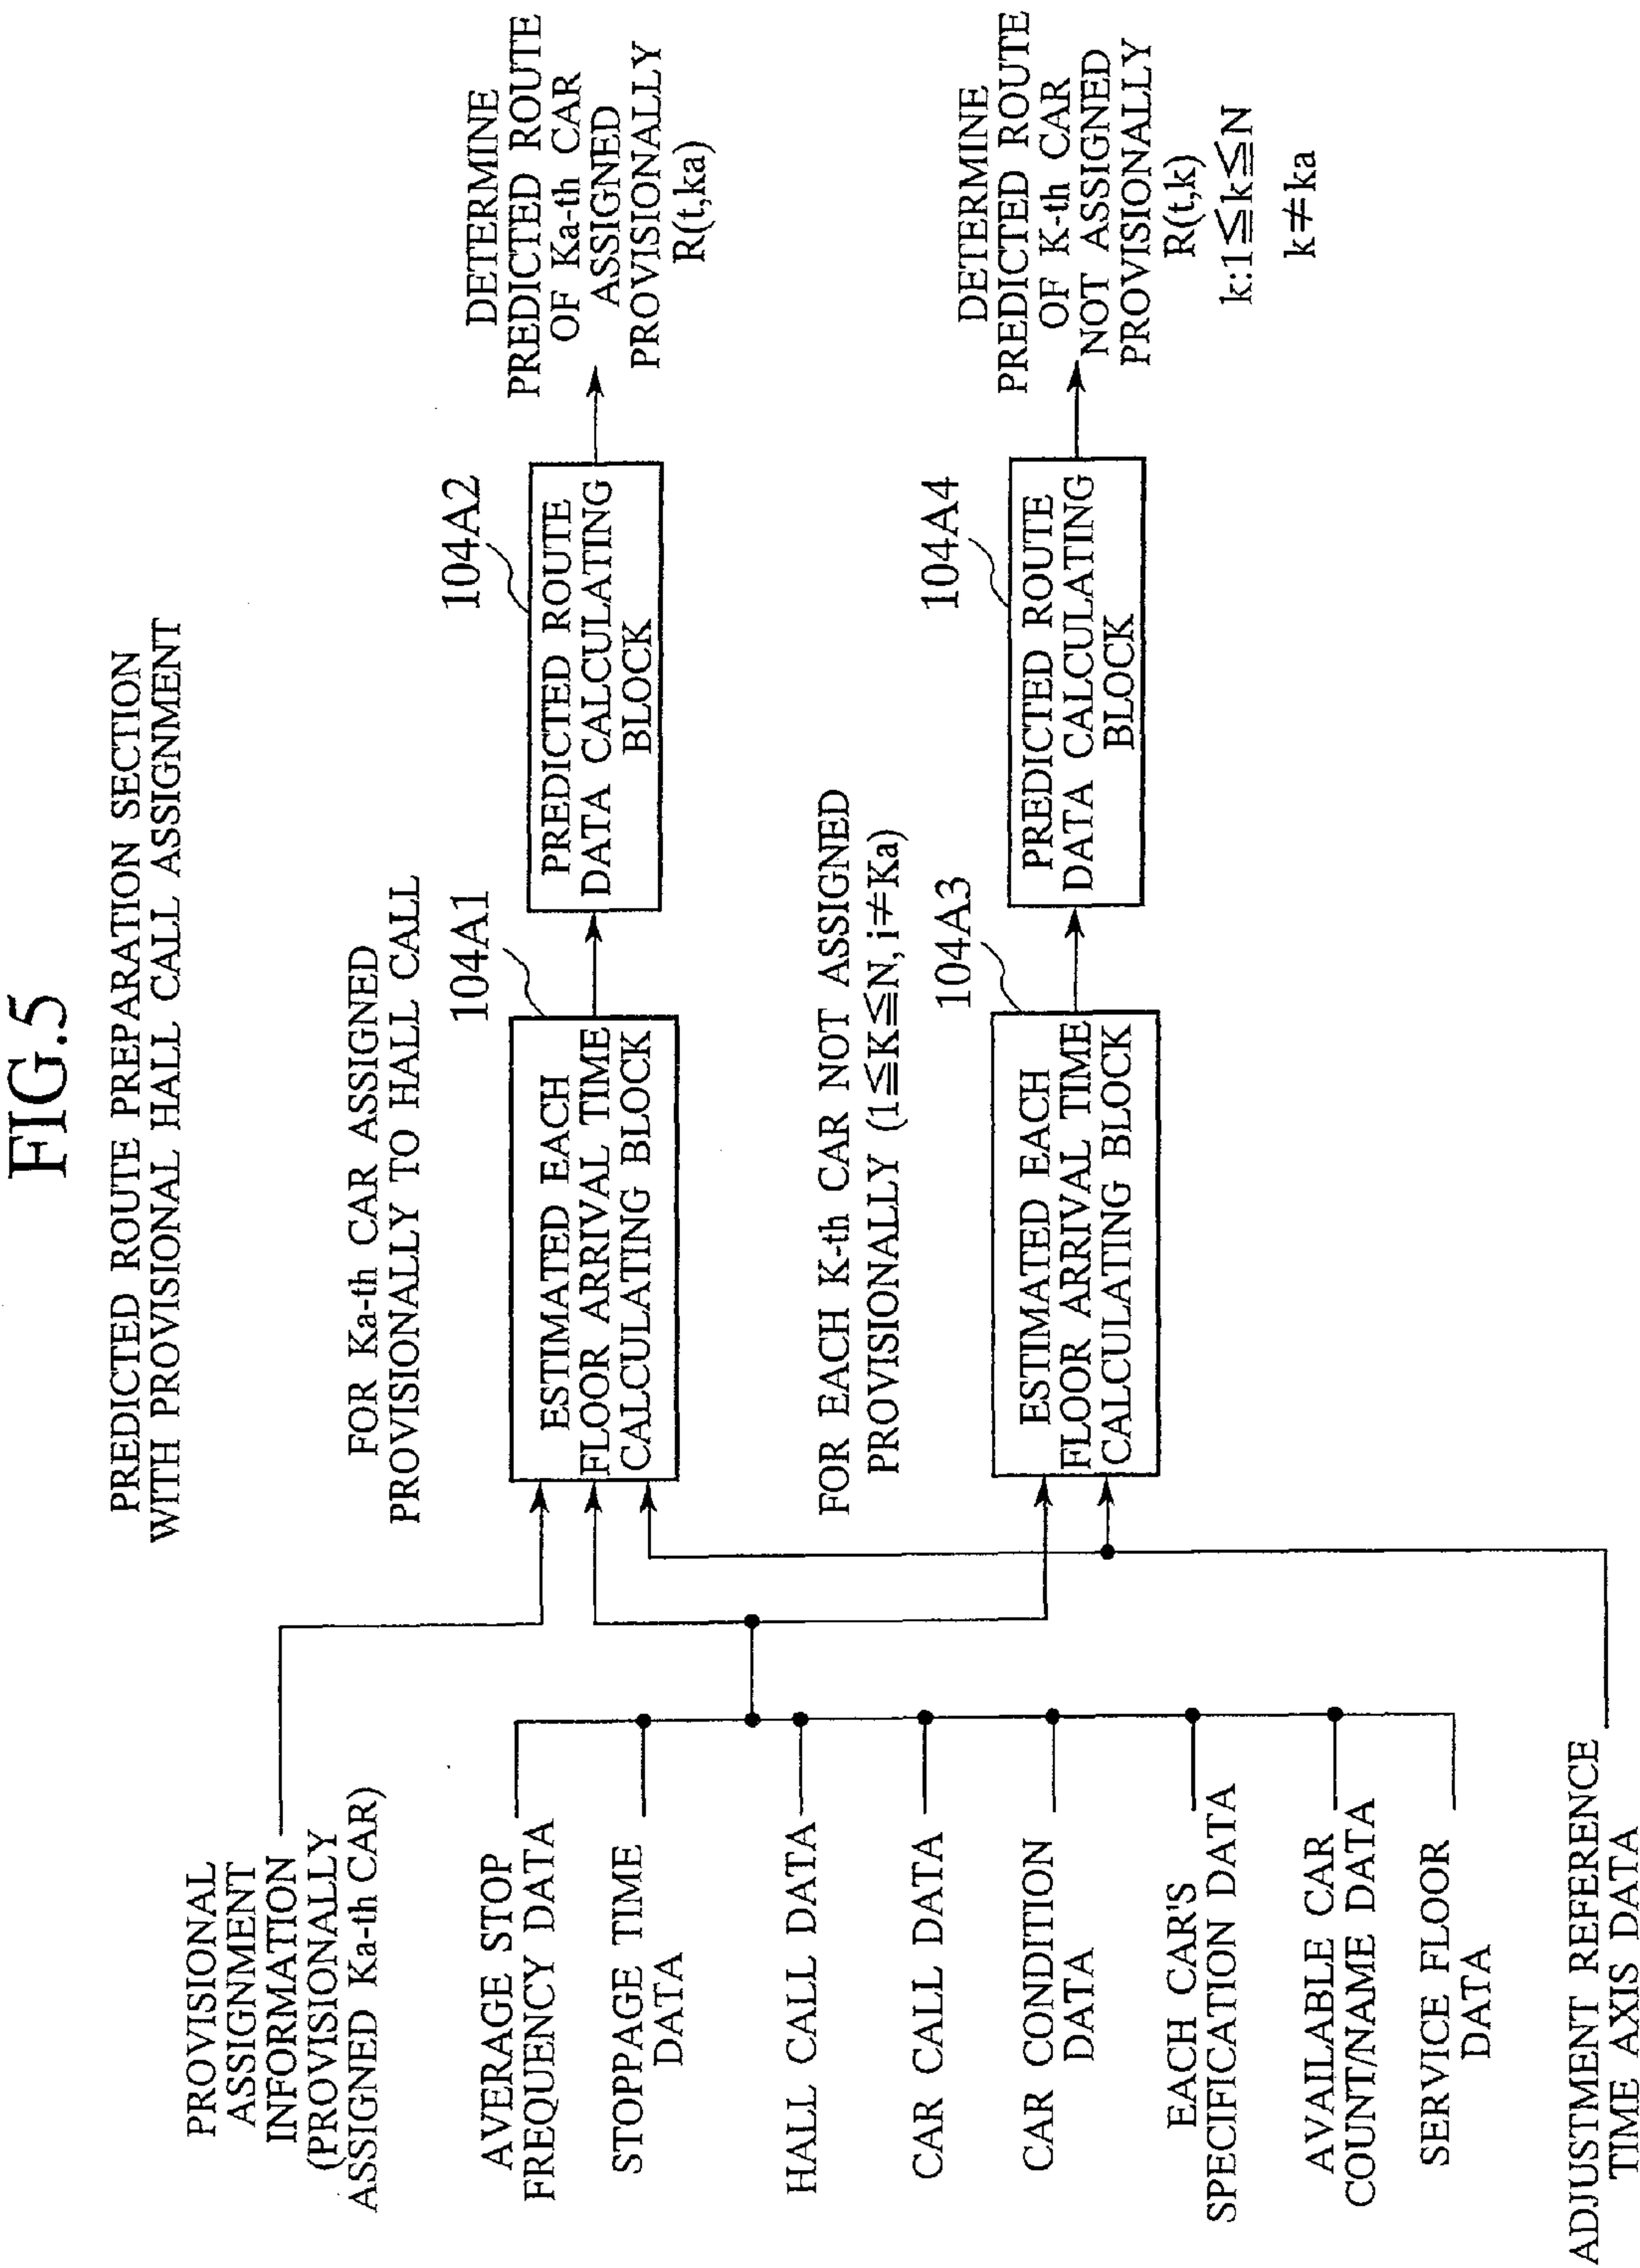 FIG.5
PREDICTED ROUTE PREPARATION SECTION
WITH PROVISIONAL HALL CALL ASSIGNMENT
PROVISIONAL
ASSIGNMENT
INFORMATION
(PROVISIONALLY
ASSIGNED Ka-th CAR)
AVERAGE STOP
FREQUENCY DATA
STOPPAGE TIME
DATA
HALL CALL DATA
CAR CALL DATA
CAR CONDITION
DATA
EACH CAR'S
SPECIFICATION DATA
AVAILABLE CAR
COUNT/NAME DATA
SERVICE FLOOR
DATA
ADJUSTMENT REFERENCE
TIME AXIS DATA
FOR Ka-th CAR ASSIGNED
PROVISIONALLY TO HALL CALL
104A1
ESTIMATED EACH
FLOOR ARRIVAL TIME
CALCULATING BLOCK
104A2
PREDICTED ROUTE
DATA CALCULATING
BLOCK
DETERMINE
PREDICTED ROUTE
OF Ka-th CAR
ASSIGNED
PROVISIONALLY
R(t,ka)
FOR EACH K-th CAR NOT ASSIGNED
PROVISIONALLY (1≦K≦N, i≠Ka)
104A3
ESTIMATED EACH
FLOOR ARRIVAL TIME
CALCULATING BLOCK
104A4
PREDICTED ROUTE
DATA CALCULATING
BLOCK
DETERMINE
PREDICTED ROUTE
OF K-th CAR
NOT ASSIGNED
PROVISIONALLY
R(t,k)
k:1≦k≦N
k≠ka